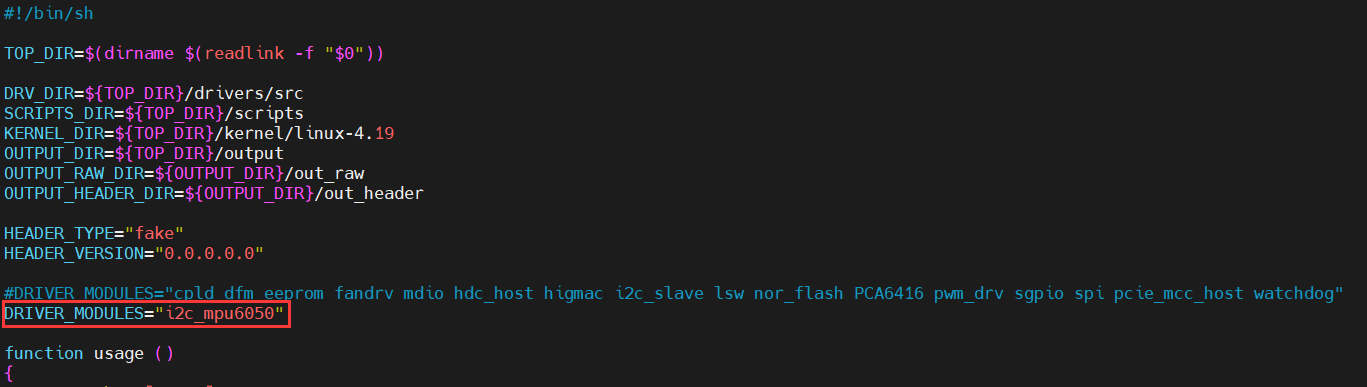 #!/bin/sh
TOP_DIR=$(dirname $(readlink -f "$0"))
DRV_DIR=${TOP_DIR}/drivers/src
SCRIPTS_DIR=${TOP_DIR}/scripts
KERNEL_DIR=${TOP_DIR}/kernel/linux-4.19
OUTPUT_DIR=${TOP_DIR}/output
OUTPUT_RAW_DIR=${OUTPUT_DIR}/out_raw
OUTPUT_HEADER_DIR=${OUTPUT_DIR}/out_header
HEADER_TYPE="fake"
HEADER_VERSION="0.0.0.0.0"
#DRIVER_MODULES="cpld dfm eeprom fandrv mdio hdc_host higmac i2c_slave lsw nor_flash PCA6416 pwm_drv sgpio spi pcie_mcc_host watchdog"
DRIVER_MODULES="i2c_mpu6050"
function usage ()
{